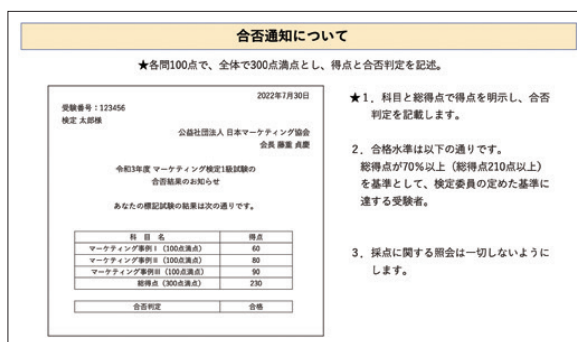 合否通知について
★各問100点で、全体で300点満点とし、得点と合否判定を記述。
2022年7月30日
受験番号：123456
検定 太郎様
公益社団法人 日本マーケティング協会
会長 藤重 貞慶
令和3年度 マーケティング検定1級試験の
合否結果のお知らせ
あなたの標記試験の結果は次の通りです。
科 目 名 得点
マーケティング事例Ⅰ（100点満点） 60
マーケティング事例Ⅱ（100点満点） 80
マーケティング事例Ⅲ（100点満点） 90
総得点（300点満点） 230
合否判定 合格
★１．科目と総得点で得点を明示し、合否
判定を記載します。
２．合格水準は以下の通りです。
総得点が70％以上（総得点210点以上）
を基準として、検定委員の定めた基準に
達する受験者。
３．採点に関する照会は一切しないように
します。